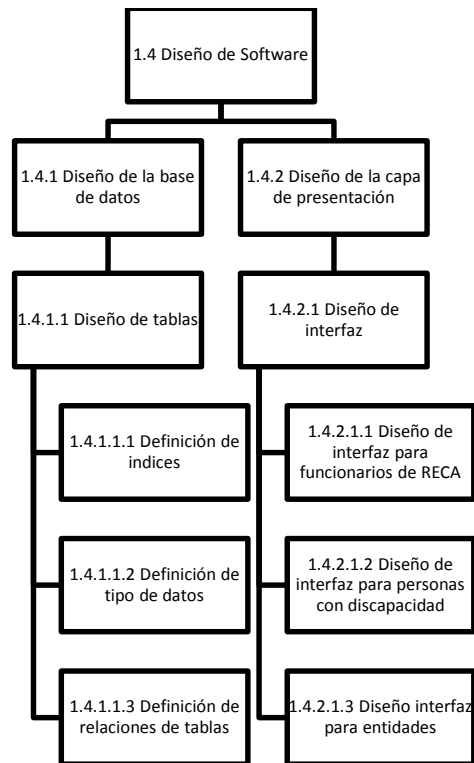 1.4 Diseño de Software
1.4.1 Diseño de la base
de datos
1.4.2 Diseño de la capa
de presentación
1.4.1.1 Diseño de tablas
1.4.2.1 Diseño de
interfaz
1.4.1.1.1 Definición de
indices
1.4.2.1.1 Diseño de
interfaz para
funcionarios de RECA
1.4.1.1.2 Definición de
tipo de datos
1.4.2.1.2 Diseño de
interfaz para personas
con discapacidad
1.4.1.1.3 Definición de
relaciones de tablas
1.4.2.1.3 Diseño interfaz
para entidades